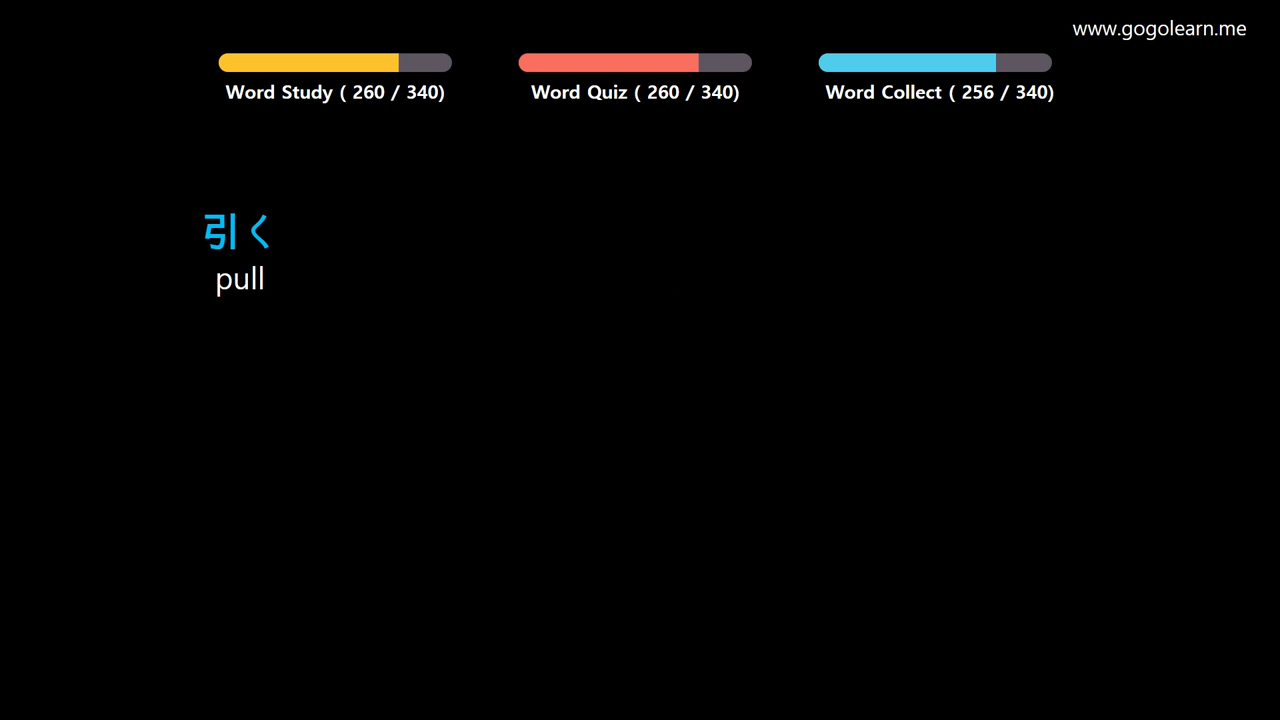 www.gogolearn.me
Word Study ( 260 / 340)
Word Quiz ( 260 / 340)
Word Collect ( 256 / 340)
引く
pull